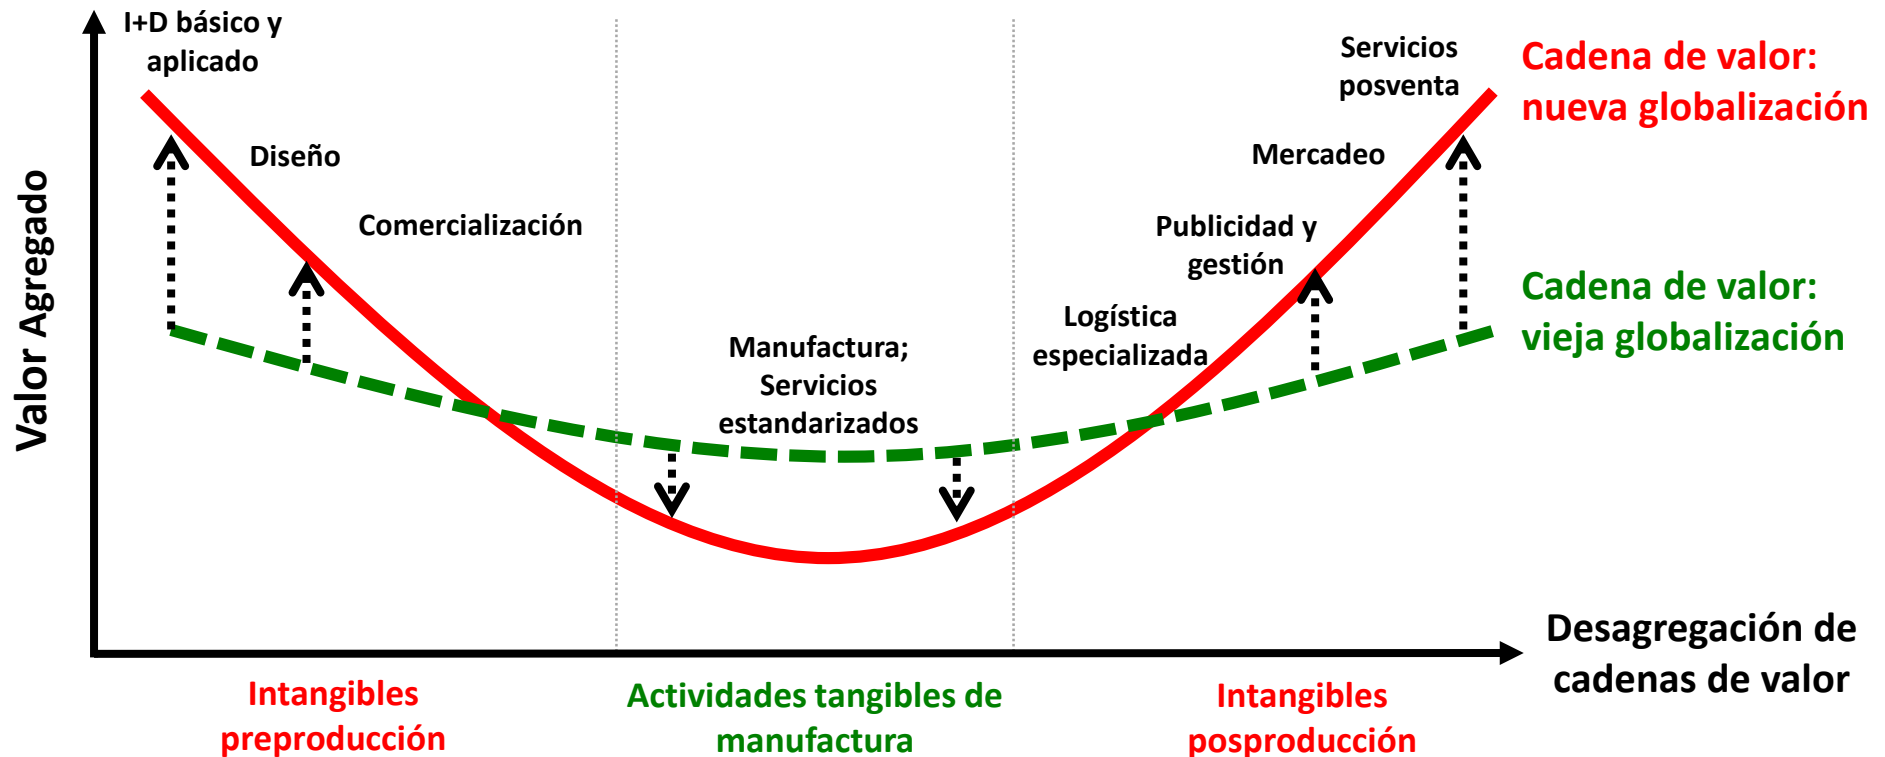 I+D básico y
aplicado
Diseño
Comercialización
Manufactura;
Servicios
estandarizados
Logística
especializada
Publicidad y
gestión
Mercadeo
Servicios
posventa
Cadena de valor:
nueva globalización
Cadena de valor:
vieja globalización
Valor Agregado
Desagregación de
cadenas de valor
Intangibles
preproducción
Actividades tangibles de
manufactura
Intangibles
posproducción